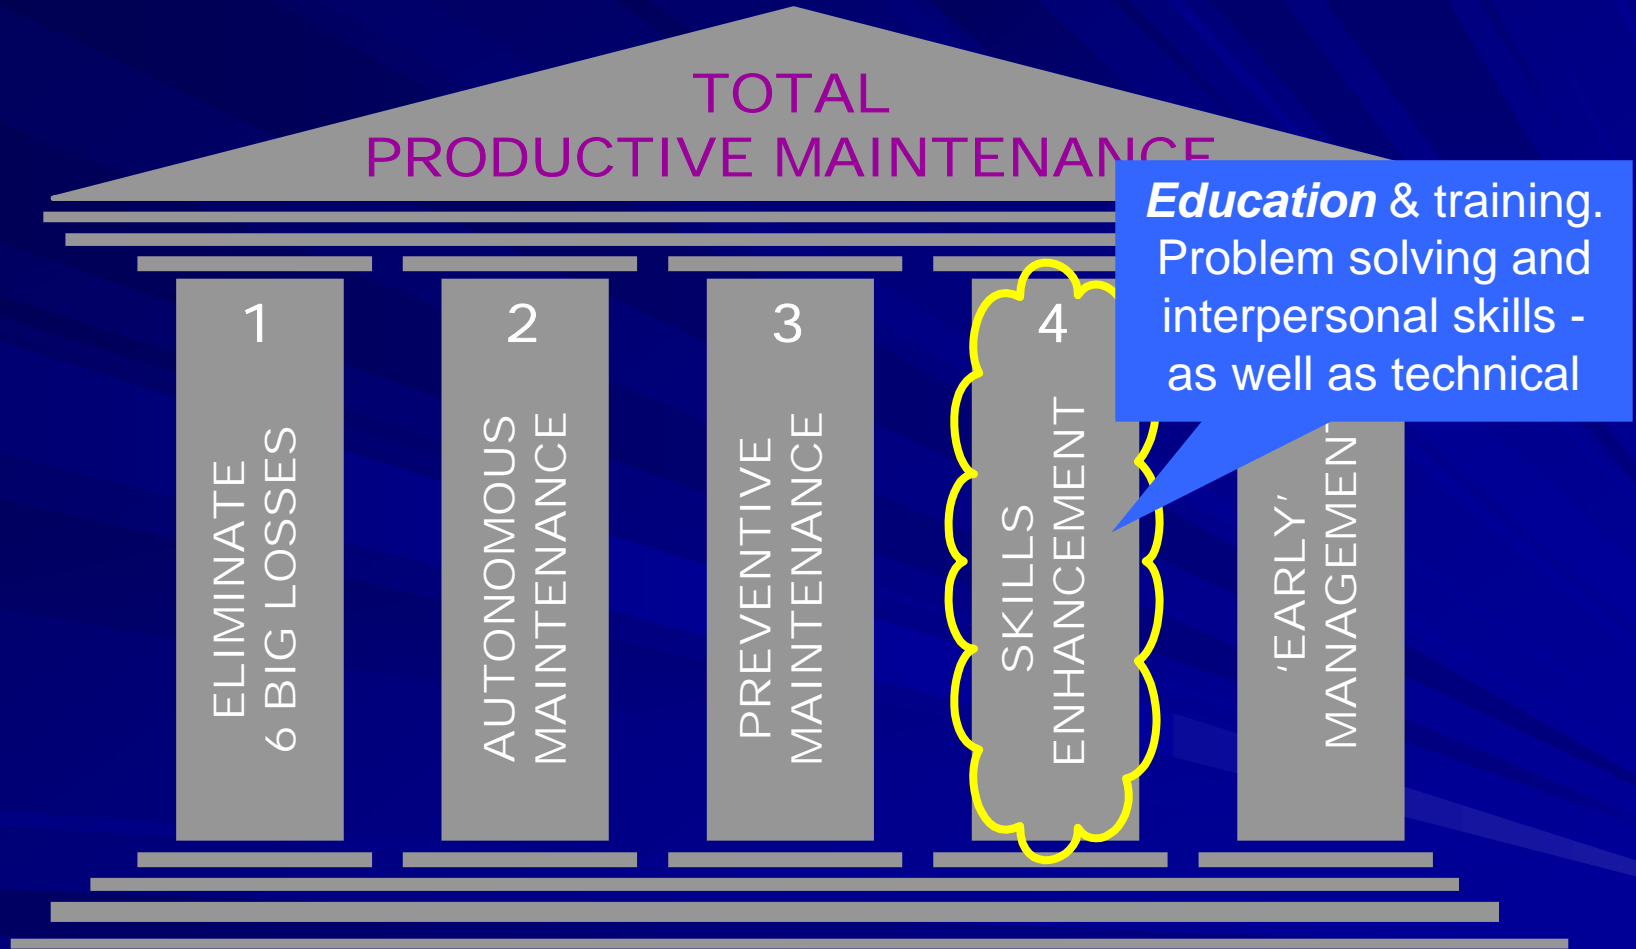 TOTAL
PRODUCTIVE MAINTENANCE
Education & training.
Problem solving and
interpersonal skills -
as well as technical
1
ELIMINATE
6 BIG LOSSES
2
AUTONOMOUS
MAINTENANCE
3
PREVENTIVE
MAINTENANCE
4
SKILLS
ENHANCEMENT
'EARLY'
MANAGEMENT